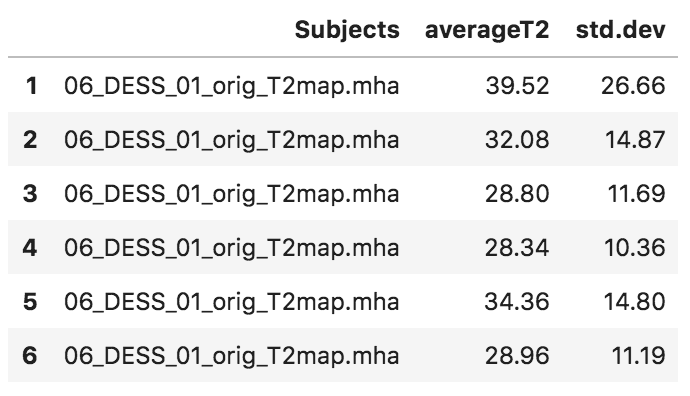 Subjects averageT2 std.dev
1 06_DESS_01_orig_T2map.mha 39.52 26.66
2 06_DESS_01_orig_T2map.mha 32.08 14.87
3 06_DESS_01_orig_T2map.mha 28.80 11.69
4 06_DESS_01_orig_T2map.mha 28.34 10.36
5 06_DESS_01_orig_T2map.mha 34.36 14.80
6 06_DESS_01_orig_T2map.mha 28.96 11.19